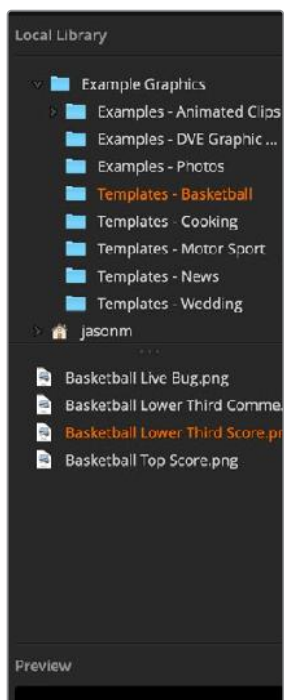 Local Library
Example Graphics
Examples - Animated Clips
Examples - DVE Graphic ...
Examples - Photos
Templates - Basketball
Templates - Cooking
Templates - Motor Sport
Templates - News
Templates - Wedding
jasonm
...
Basketball Live Bug.png
Basketball Lower Third Comme.
Basketball Lower Third Score.pr
Basketball Top Score.png
Preview